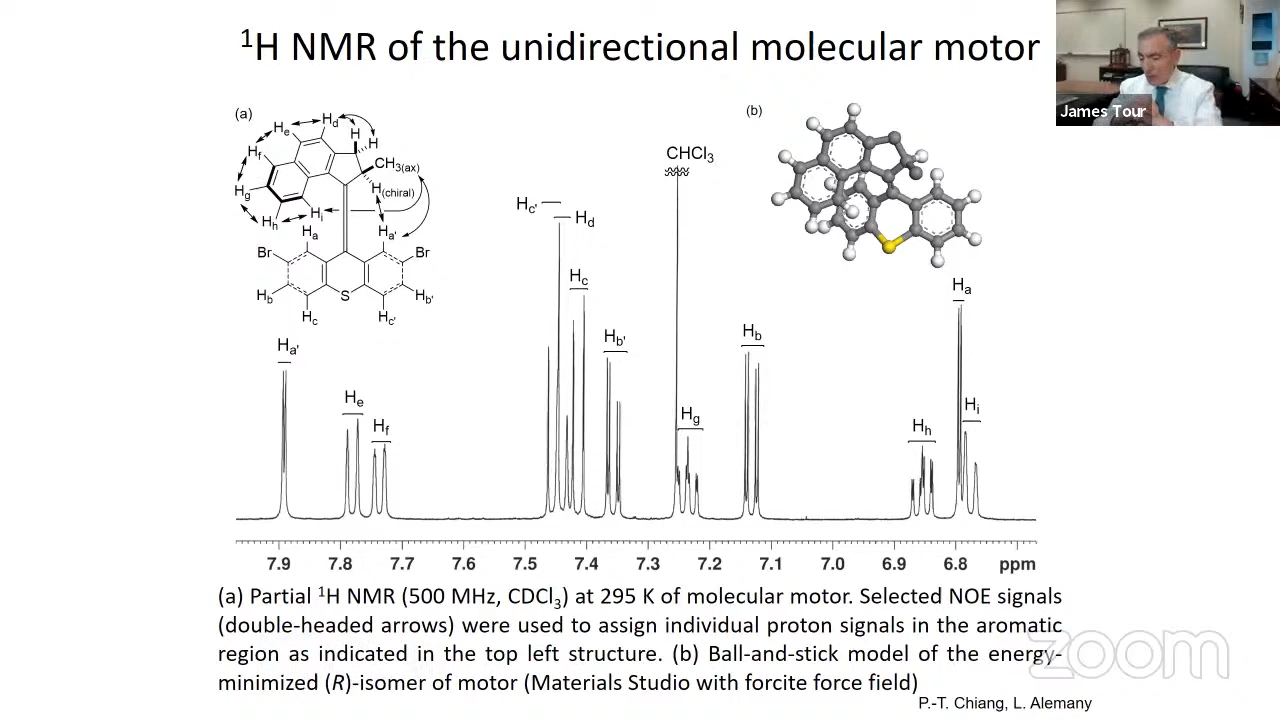 ¹H NMR of the unidirectional molecular motor
James Tour
(a)
(b)
Hd
H
He
H
Hf
CH3(ax)
Hg
H(chiral)
Hi
Hh
Ha
Ha'
Br
Br
Hb
Hb'
S
Hc
Hc'
CHCl3
Hc'
Hd
Hc
Ha
Hb'
Hb
Ha'
He
Hf
Hg
Hh
Hi
7.9 7.8 7.7 7.6 7.5 7.4 7.3 7.2 7.1 7.0 6.9 6.8 ppm
(a) Partial ¹H NMR (500 MHz, CDCl3) at 295 K of molecular motor. Selected NOE signals
(double-headed arrows) were used to assign individual proton signals in the aromatic
region as indicated in the top left structure. (b) Ball-and-stick model of the energy-
minimized (R)-isomer of motor (Materials Studio with forcite force field)
zoom
P.-T. Chiang, L. Alemany